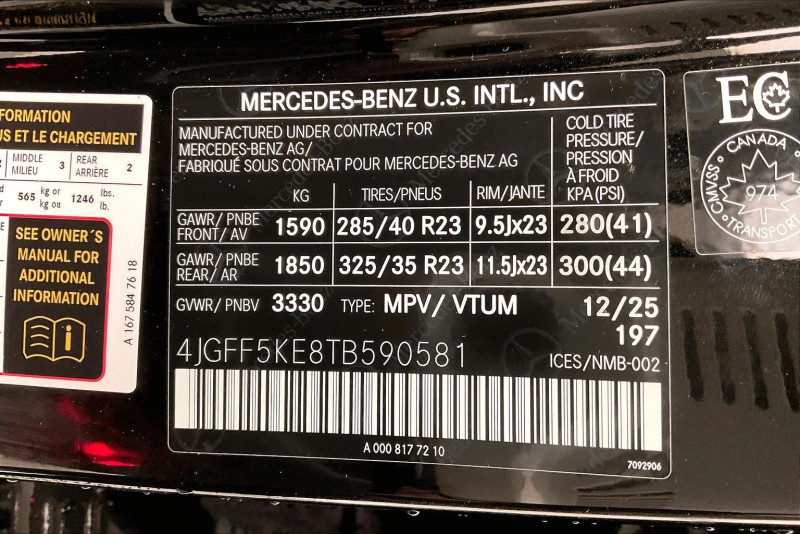 FORMATION
US ET LE CHARGEMENT
MIDDLE
MILIEU 3
REAR
ARRIÈRE 2
565 kg or
kg ou 1246 lbs.
lb.
SEE OWNER´S
MANUAL FOR
ADDITIONAL
INFORMATION
A 167 584 76 18
MERCEDES-BENZ U.S. INTL., INC
MANUFACTURED UNDER CONTRACT FOR
MERCEDES-BENZ AG/
FABRIQUÉ SOUS CONTRAT POUR MERCEDES-BENZ AG
COLD TIRE
PRESSURE/
PRESSION
À FROID
KPA (PSI)
KG TIRES/PNEUS RIM/JANTE
GAWR/ PNBE
FRONT/ AV 1590 285/40 R23 9.5Jx23 280(41)
GAWR/ PNBE
REAR/ AR 1850 325/35 R23 11.5Jx23 300(44)
GVWR/ PNBV 3330 TYPE: MPV/ VTUM 12/25
197
4JGFF5KE8TB590581 ICES/NMB-002
A 000 817 72 10
7092906
EC
CANADA
CMVSS
974
TRANSPORT